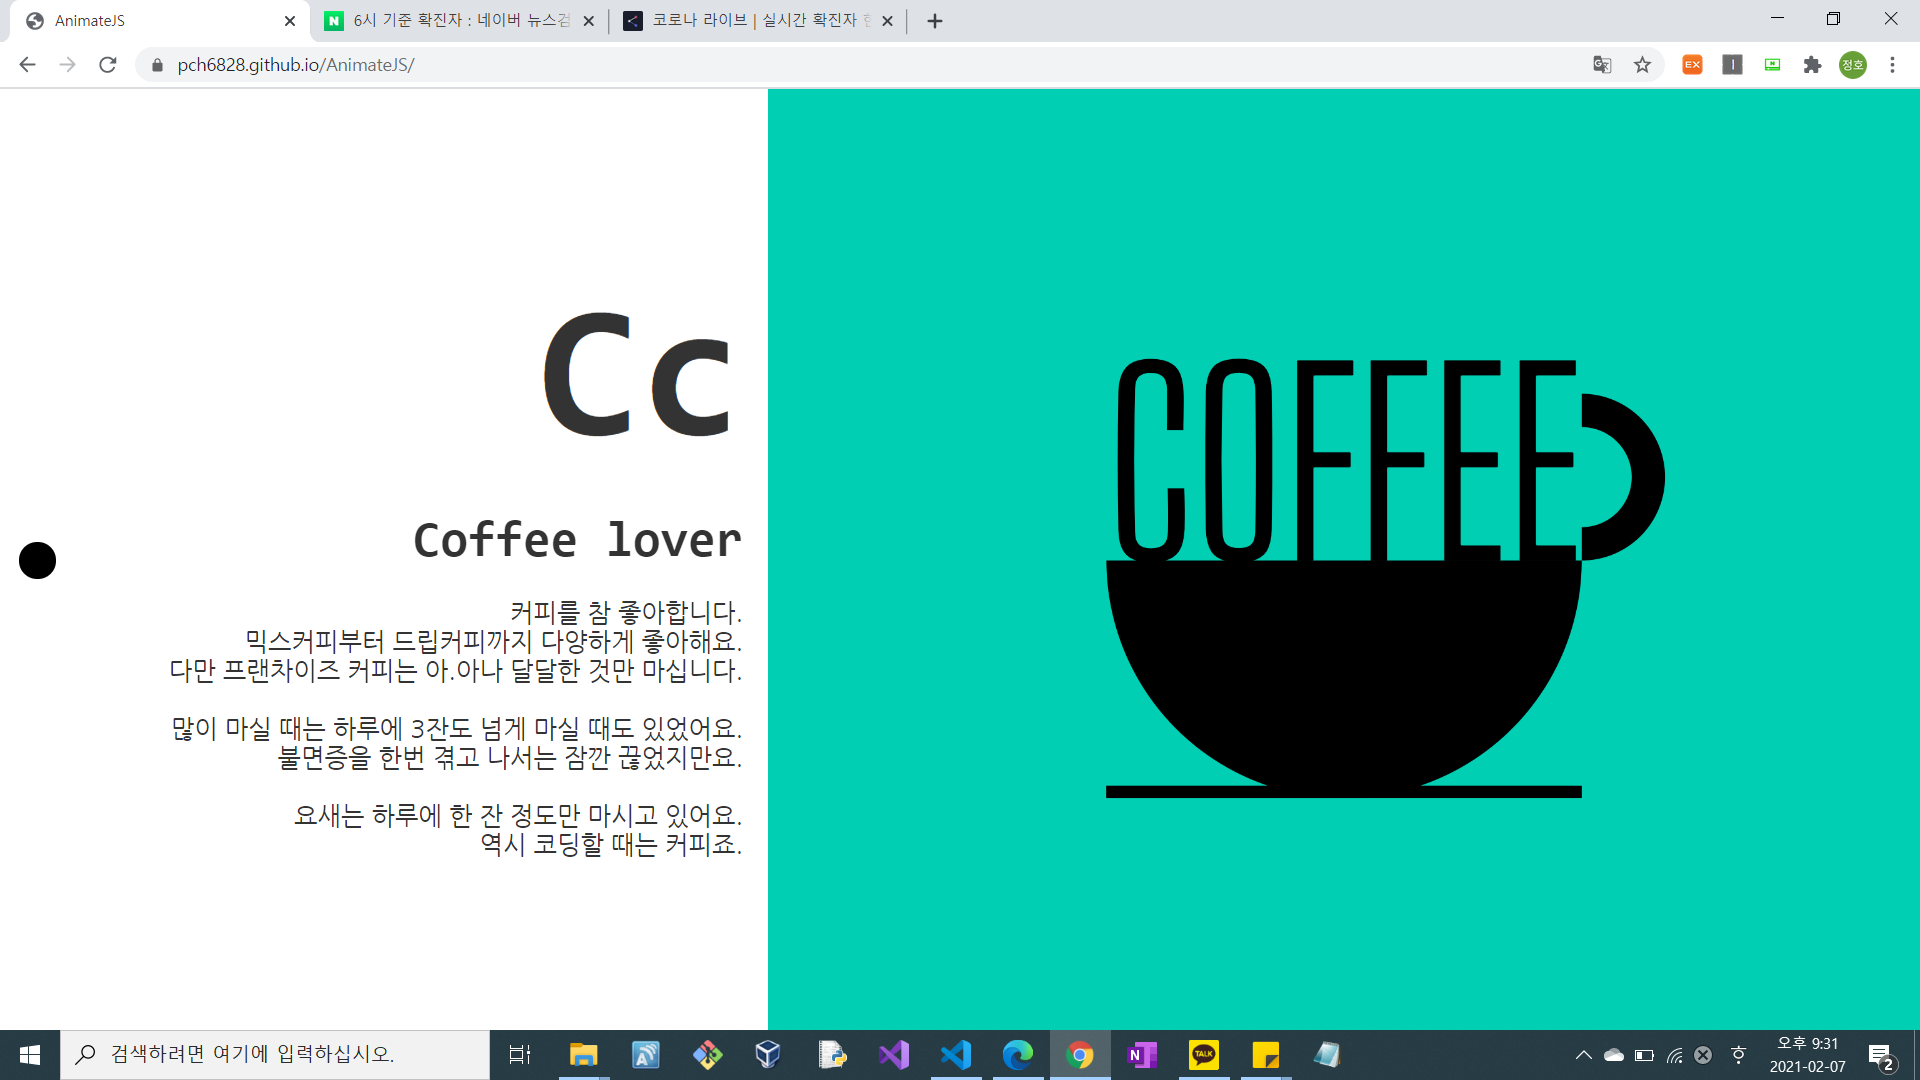 AnimateJS
6시 기준 확진자 : 네이버 뉴스검
코로나 라이브 | 실시간 확진자 현
pch6828.github.io/AnimateJS/
EX
정호
Cc
Coffee lover
커피를 참 좋아합니다.
믹스커피부터 드립커피까지 다양하게 좋아해요.
다만 프랜차이즈 커피는 아.아나 달달한 것만 마십니다.
많이 마실 때는 하루에 3잔도 넘게 마실 때도 있었어요.
불면증을 한번 겪고 나서는 잠깐 끊었지만요.
요새는 하루에 한 잔 정도만 마시고 있어요.
역시 코딩할 때는 커피죠.
COFFEE
검색하려면 여기에 입력하십시오.
TALK
오후 9:31
2021-02-07
2